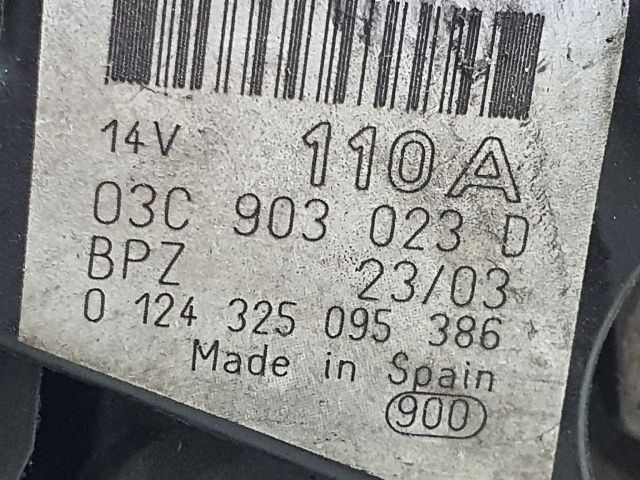 14V 110A
03C 903 023 D
BPZ 23/03
0 124 325 095 386
Made in Spain
900